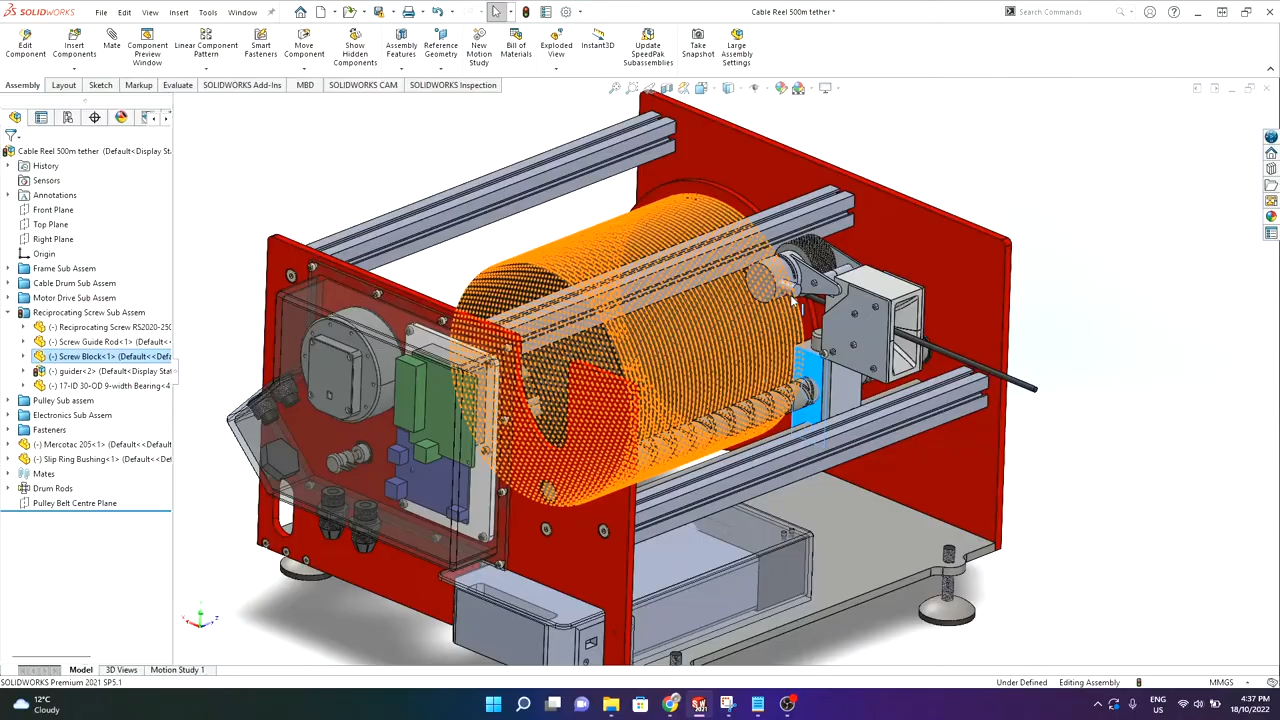 SOLIDWORKS
File
Edit
View
Insert
Tools
Window
Cable Reel 500m tether *
Search Commands
Edit
Component
Insert
Components
Mate
Component
Preview
Window
Linear Component
Pattern
Smart
Fasteners
Move
Component
Show
Hidden
Components
Assembly
Features
Reference
Geometry
New
Motion
Study
Bill of
Materials
Exploded
View
Instant3D
Update
SpeedPak
Subassemblies
Take
Snapshot
Large
Assembly
Settings
Assembly
Layout
Sketch
Markup
Evaluate
SOLIDWORKS Add-Ins
MBD
SOLIDWORKS CAM
SOLIDWORKS Inspection
Cable Reel 500m tether (Default<Display Sta
History
Sensors
Annotations
Front Plane
Top Plane
Right Plane
Origin
Frame Sub Assem
Cable Drum Sub Assem
Motor Drive Sub Assem
Reciprocating Screw Sub Assem
(-) Reciprocating Screw RS2020-250
(-) Screw Guide Rod<1> (Default<
(-) Screw Block<1> (Default<<Defa
(-) guider<2> (Default<Display Stat
(-) 17-ID 30-OD 9-width Bearing<4
Pulley Sub assem
Electronics Sub Assem
Fasteners
(-) Mercotac 205<1> (Default<<Default
(-) Slip Ring Bushing<1> (Default<<Def
Mates
Drum Rods
Pulley Belt Centre Plane
Model
3D Views
Motion Study 1
SOLIDWORKS Premium 2021 SP5.1
Under Defined
Editing Assembly
MMGS
12°C
Cloudy
ENG
US
4:37 PM
18/10/2022